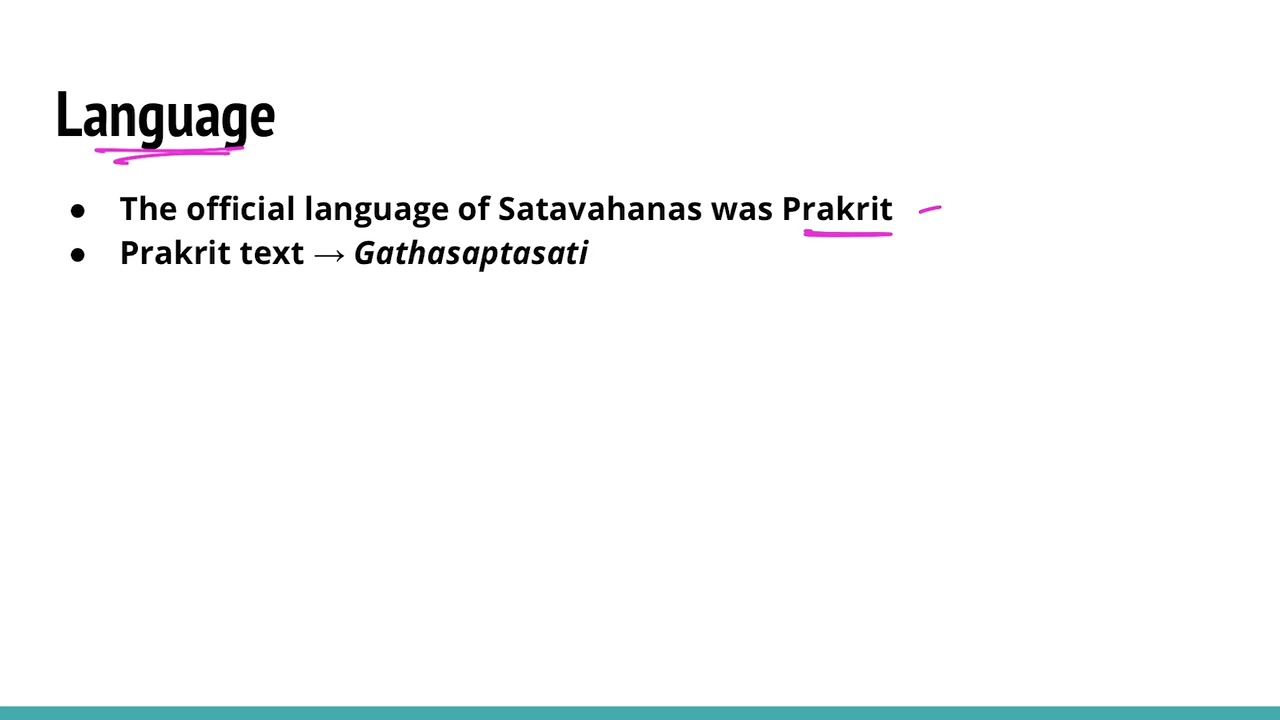 Language
● The official language of Satavahanas was Prakrit
● Prakrit text → Gathasaptasati